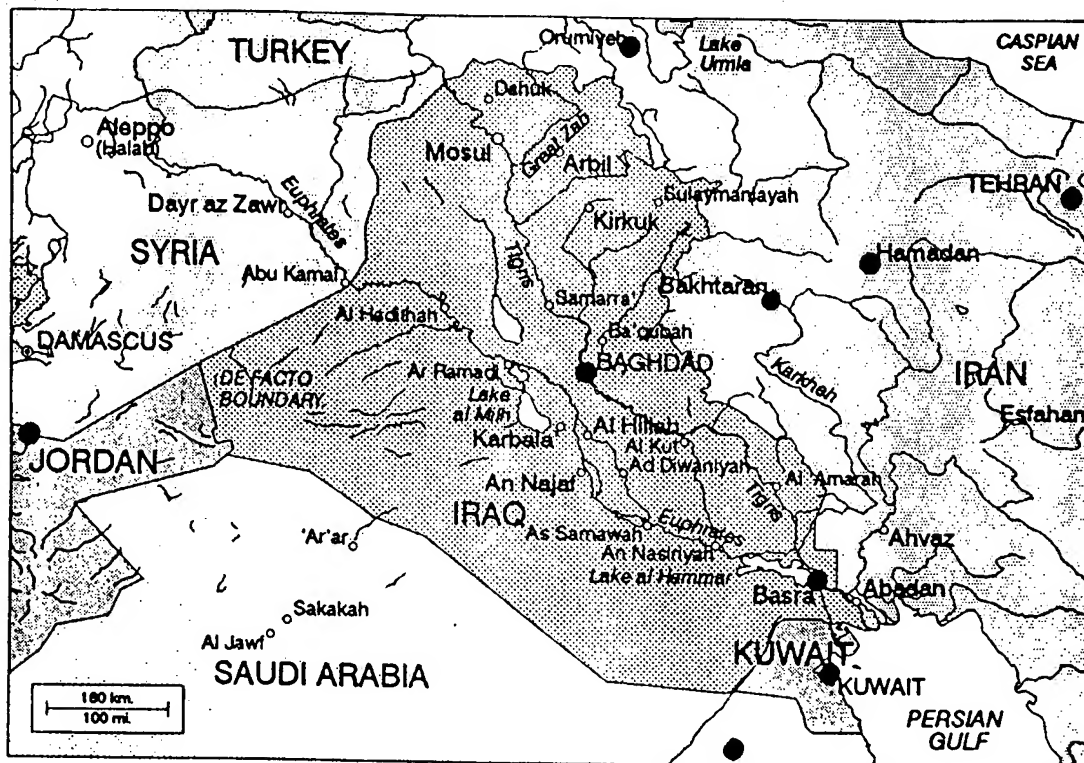 TURKEY
Orumiyeh
Lake
Urmia
CASPIAN
SEA
Dahuk
Aleppo
(Halab)
Mosul
Great Zab
Arbil
TEHRAN
Euphrates
Dayr az Zawr
Sulaymaniayah
Kirkuk
SYRIA
Tigris
Hamadan
Abu Kamal
Bakhtaran
Al Hadithah
Samarra'
Ba'qubah
DAMASCUS
BAGHDAD
Ar Ramadi
Karkheh
IRAN
(DE FACTO
BOUNDARY
Lake
al Milh
Esfahan
Karbala
Al Hillah
Al Kut
JORDAN
Ad Diwaniyah
An Najaf
Al 'Amarah
Tigris
IRAQ
As Samawah
Euphrates
'Ar'ar
Ahvaz
An Nasiriyah
Lake al Hammar
Basra
Abadan
Sakakah
Al Jawf
KUWAIT
SAUDI ARABIA
KUWAIT
160 km.
100 mi.
PERSIAN
GULF